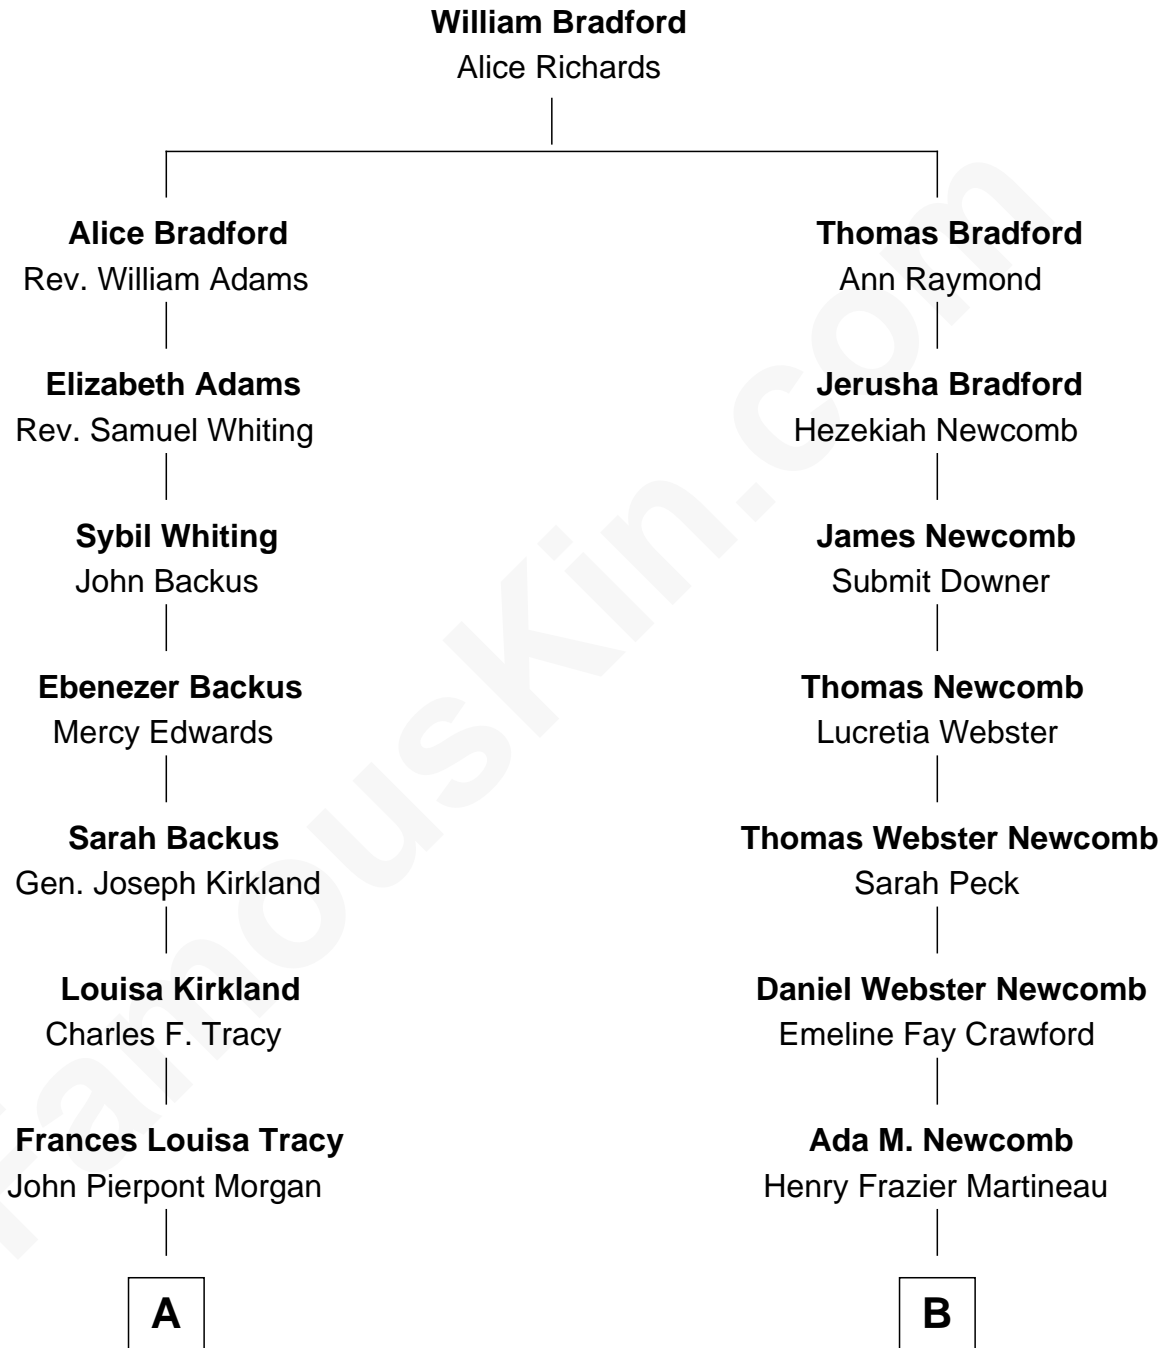 William Bradford
Alice Richards
Alice Bradford
Rev. William Adams
Thomas Bradford
Ann Raymond
Elizabeth Adams
Rev. Samuel Whiting
Jerusha Bradford
Hezekiah Newcomb
Sybil Whiting
John Backus
James Newcomb
Submit Downer
Ebenezer Backus
Mercy Edwards
Thomas Newcomb
Lucretia Webster
Sarah Backus
Gen. Joseph Kirkland
Thomas Webster Newcomb
Sarah Peck
Louisa Kirkland
Charles F. Tracy
Daniel Webster Newcomb
Emeline Fay Crawford
Frances Louisa Tracy
John Pierpont Morgan
Ada M. Newcomb
Henry Frazier Martineau
A
B
FamousKin.com